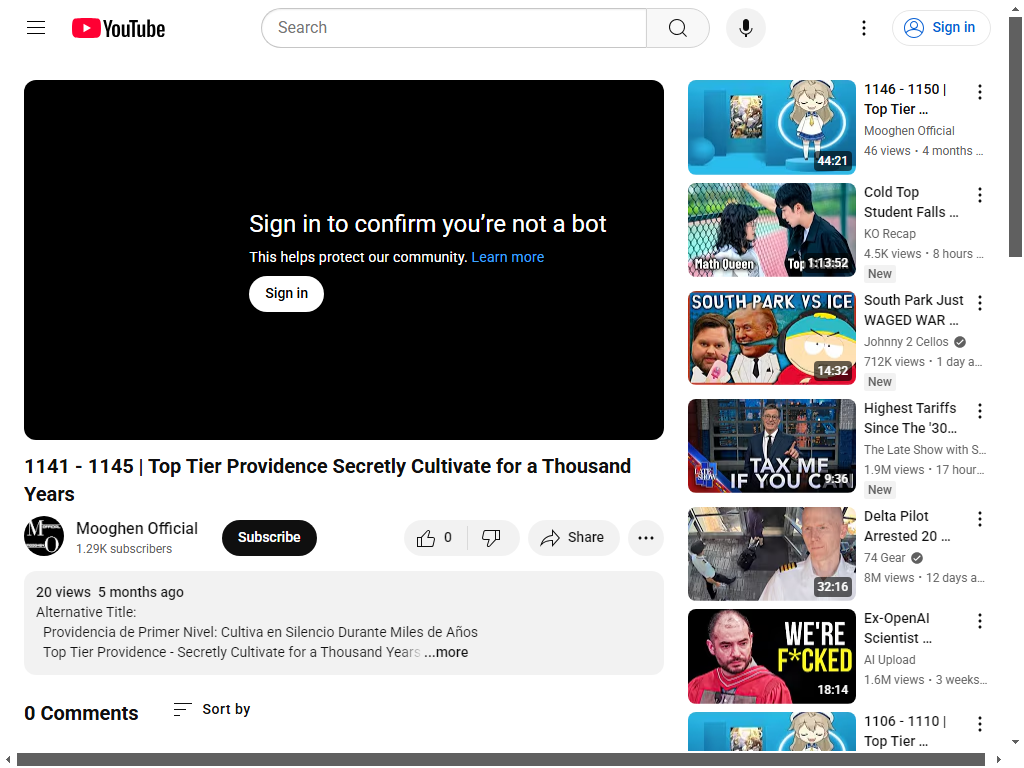 YouTube
Search
Sign in
Sign in to confirm you’re not a bot
This helps protect our community. Learn more
Sign in
1141 - 1145 | Top Tier Providence Secretly Cultivate for a Thousand
Years
Mooghen Official
1.29K subscribers
Subscribe
0
Share
20 views 5 months ago
Alternative Title:
Providencia de Primer Nivel: Cultiva en Silencio Durante Miles de Años
Top Tier Providence - Secretly Cultivate for a Thousand Years ...more
0 Comments
Sort by
44:21
1146 - 1150 |
Top Tier ...
Mooghen Official
46 views • 4 months ...
Math Queen
Top
1:13:52
Cold Top
Student Falls ...
KO Recap
4.5K views • 8 hours ...
New
SOUTH PARK VS ICE
14:32
South Park Just
WAGED WAR ...
Johnny 2 Cellos
712K views • 1 day a...
New
LATE SHOW
TAX ME
IF YOU CAN
9:36
Highest Tariffs
Since The '30...
The Late Show with S...
1.9M views • 17 hour...
New
32:16
Delta Pilot
Arrested 20 ...
74 Gear
8M views • 12 days a...
WE'RE
F*CKED
18:14
Ex-OpenAI
Scientist ...
AI Upload
1.6M views • 3 weeks...
1106 - 1110 |
Top Tier ...